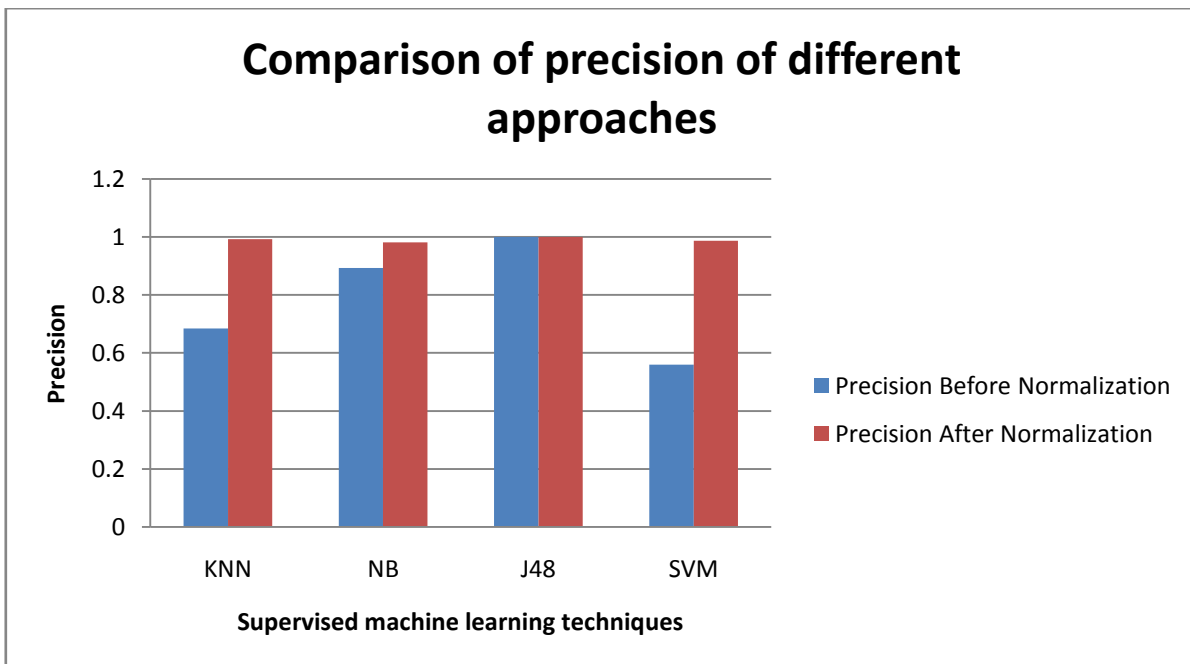 Comparison of precision of different
approaches
1.2
1
0.8
0.6
0.4
0.2
0
Precision
KNN NB J48 SVM
Supervised machine learning techniques
Precision Before Normalization
Precision After Normalization